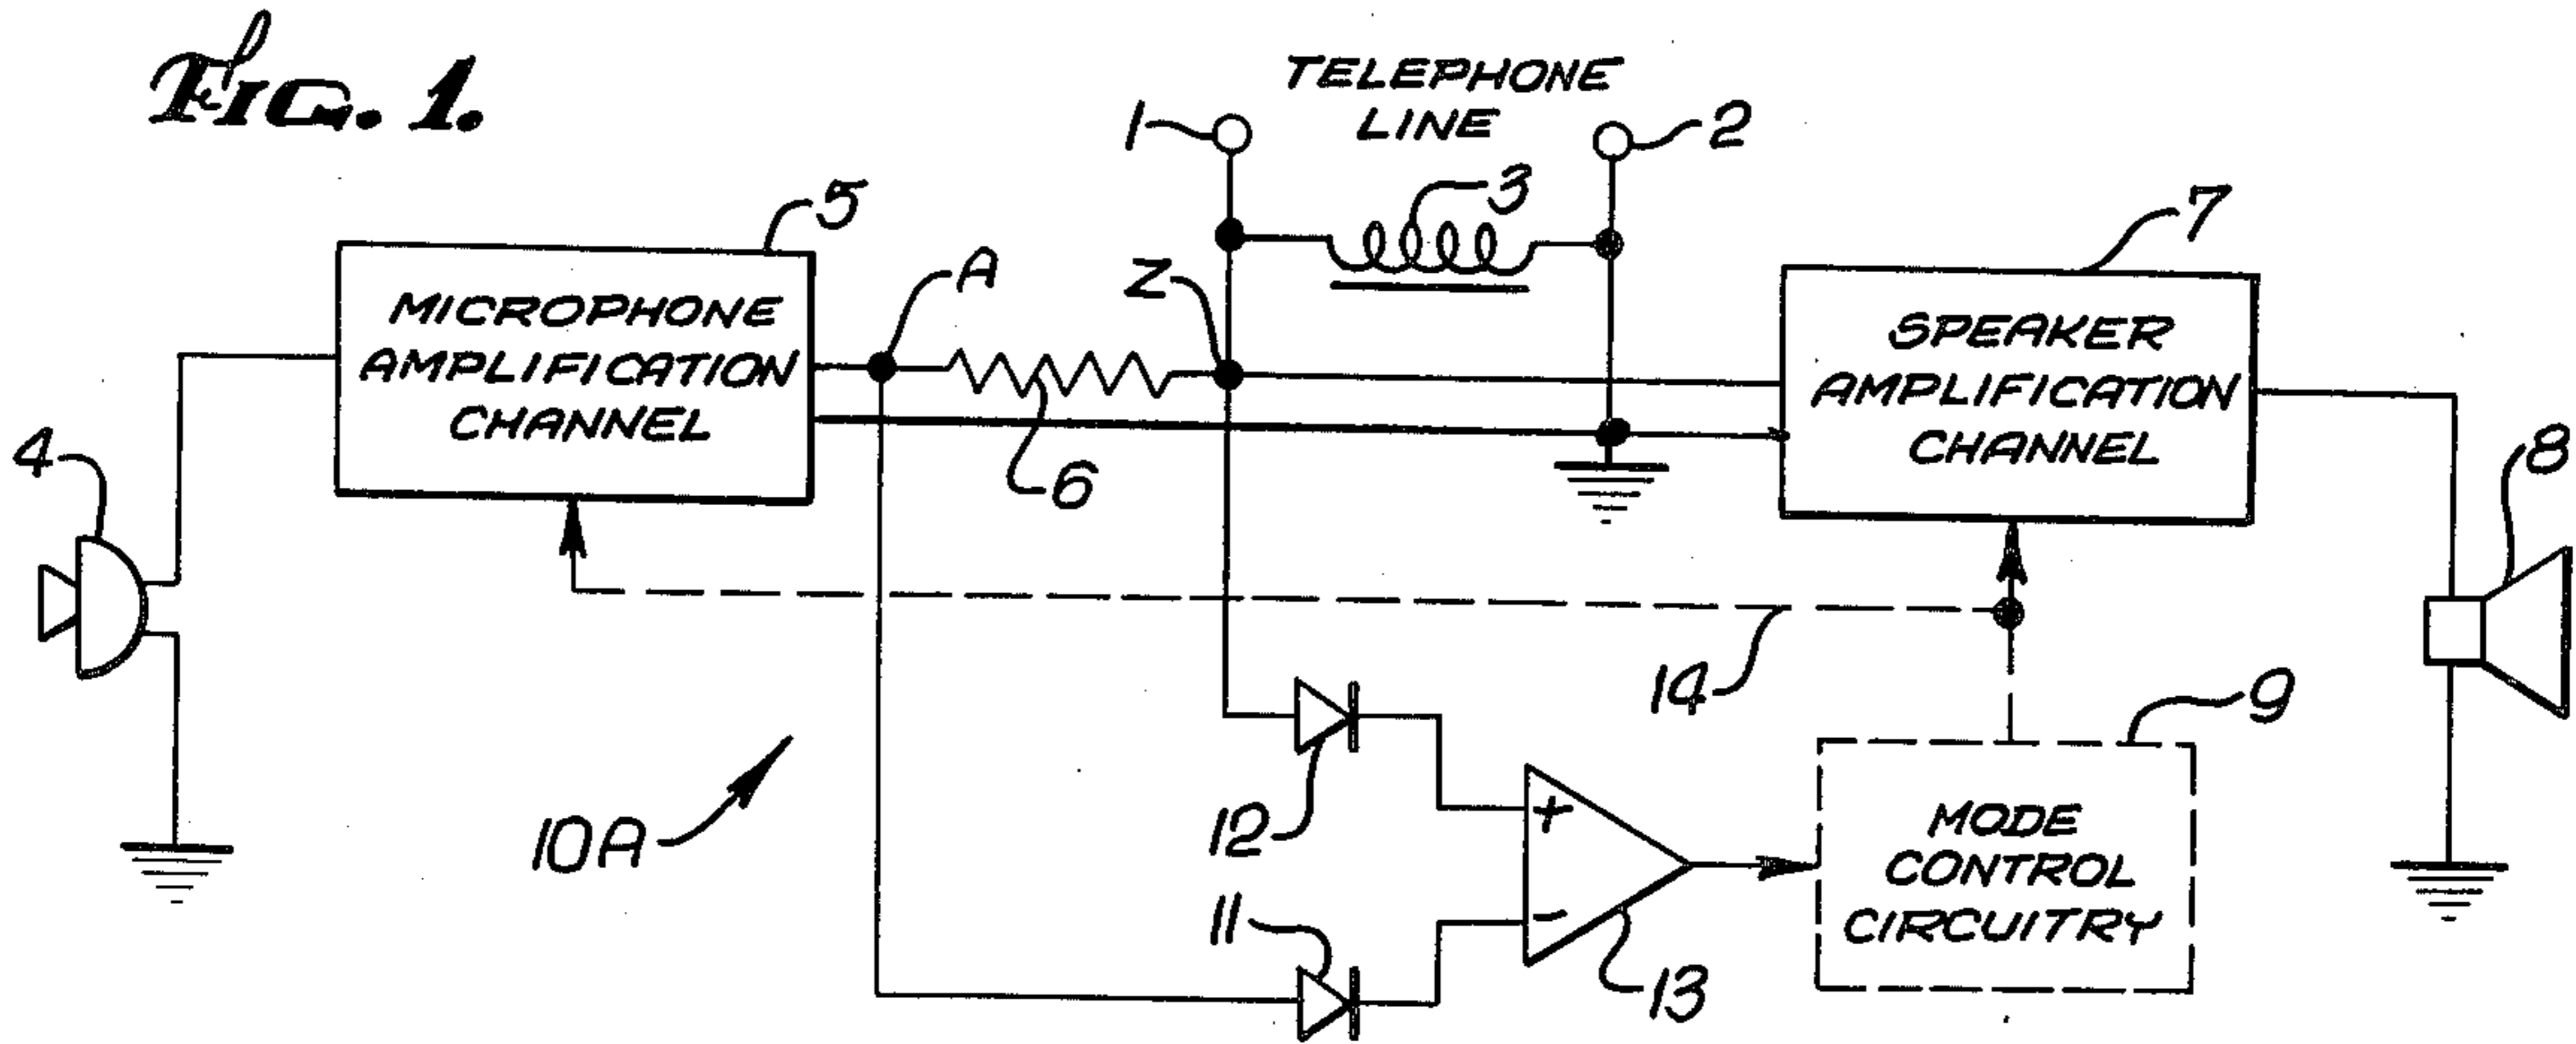 FIG. 1.
TELEPHONE
LINE
1
2
3
5
7
A
Z
MICROPHONE
AMPLIFICATION
CHANNEL
SPEAKER
AMPLIFICATION
CHANNEL
4
6
8
14
9
10A
12
+
MODE
CONTROL
CIRCUITRY
11
-
13